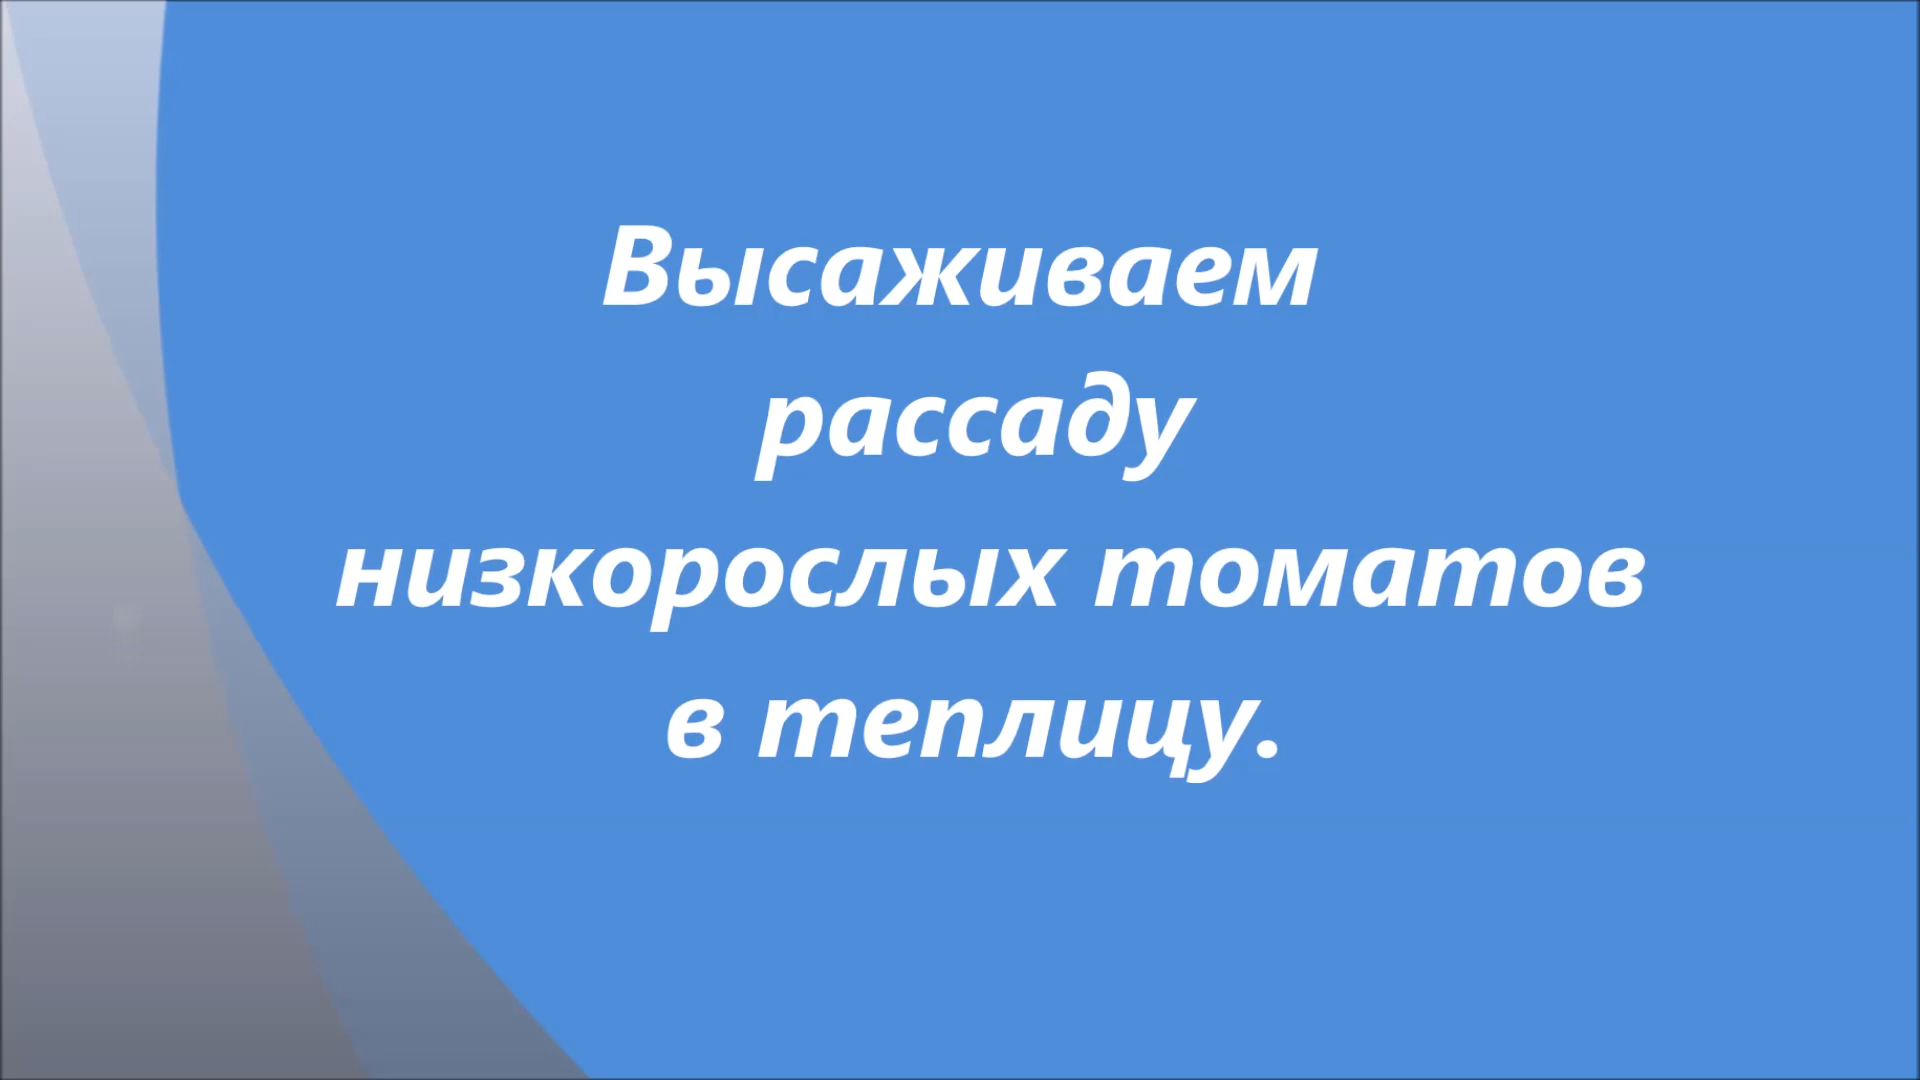 Высаживаем
рассаду
низкорослых томатов
в теплицу.